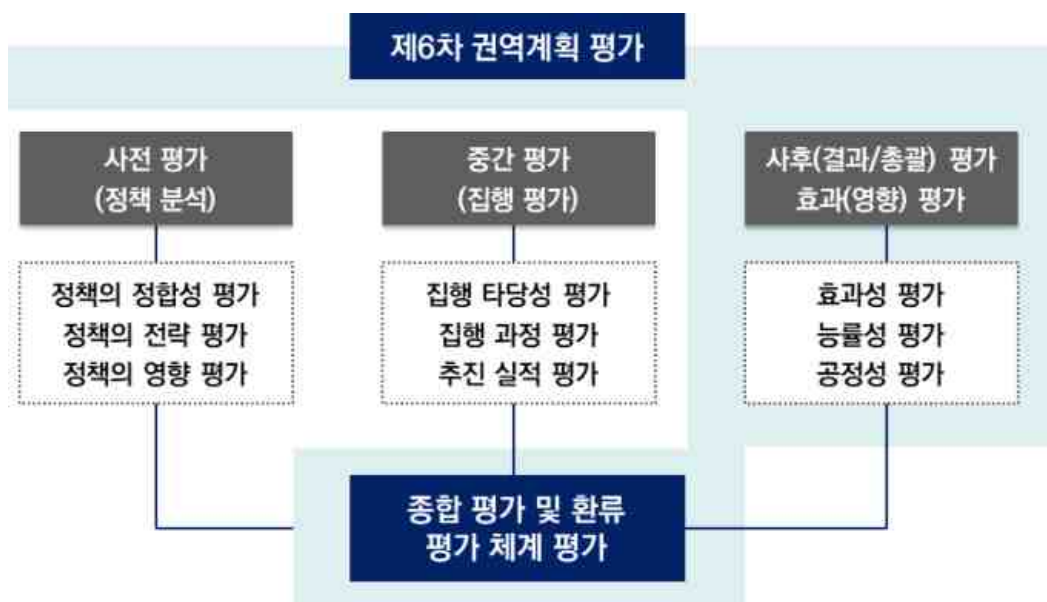 제6차 권역계획 평가
사전 평가
(정책 분석)
정책의 정합성 평가
정책의 전략 평가
정책의 영향 평가
중간 평가
(집행 평가)
집행 타당성 평가
집행 과정 평가
추진 실적 평가
사후(결과/총괄) 평가
효과(영향) 평가
효과성 평가
능률성 평가
공정성 평가
종합 평가 및 환류
평가 체계 평가